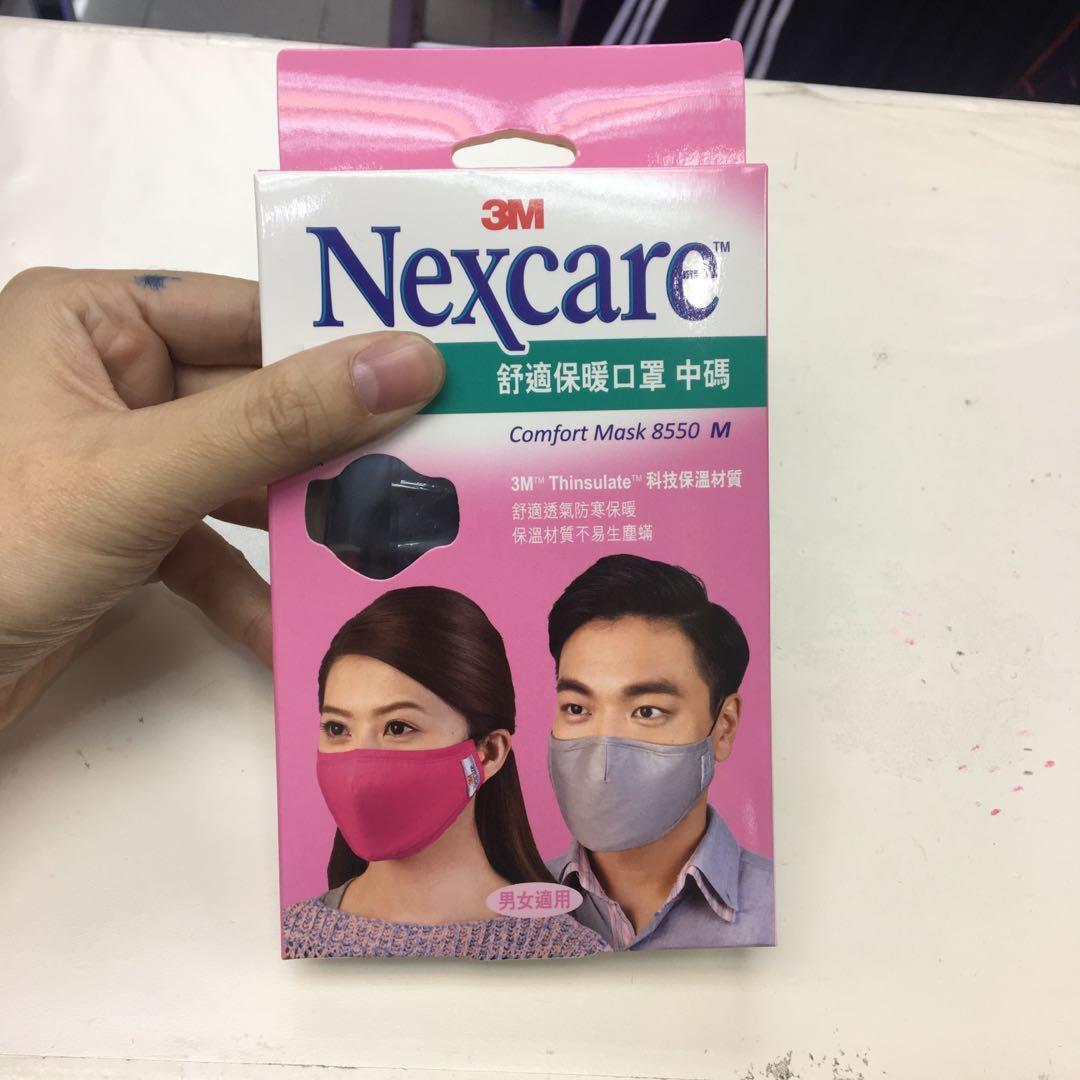 3M
Nexcare™
舒適保暖口罩 中碼
Comfort Mask 8550 M
3M™ Thinsulate™ 科技保溫材質
舒適透氣防寒保暖
保溫材質不易生塵蟎
男女適用